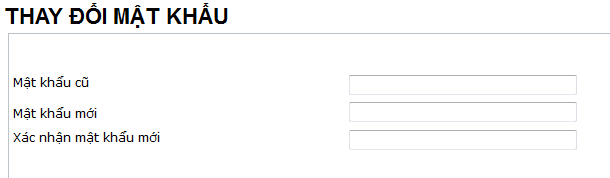 THAY ĐỔI MẬT KHẨU
Mật khẩu cũ
Mật khẩu mới
Xác nhận mật khẩu mới